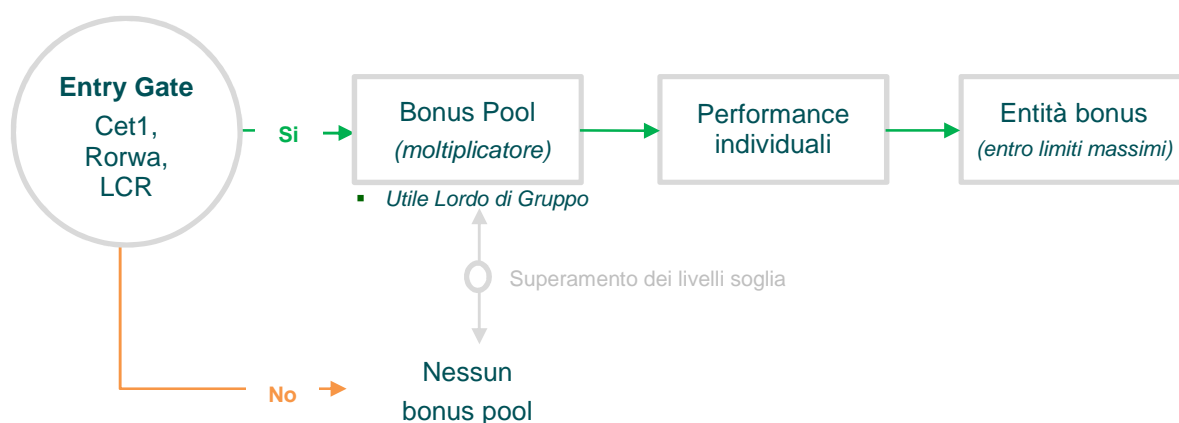 Entry Gate
Cet1,
Rorwa,
LCR
Si
Bonus Pool
(moltiplicatore)
▪ Utile Lordo di Gruppo
Performance
individuali
Entità bonus
(entro limiti massimi)
Superamento dei livelli soglia
No
Nessun
bonus pool